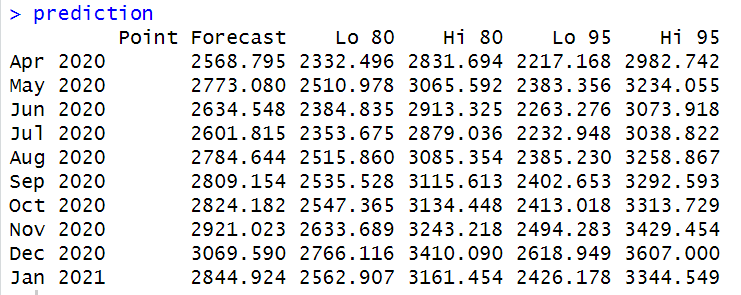 > prediction
Point Forecast Lo 80 Hi 80 Lo 95 Hi 95
Apr 2020 2568.795 2332.496 2831.694 2217.168 2982.742
May 2020 2773.080 2510.978 3065.592 2383.356 3234.055
Jun 2020 2634.548 2384.835 2913.325 2263.276 3073.918
Jul 2020 2601.815 2353.675 2879.036 2232.948 3038.822
Aug 2020 2784.644 2515.860 3085.354 2385.230 3258.867
Sep 2020 2809.154 2535.528 3115.613 2402.653 3292.593
Oct 2020 2824.182 2547.365 3134.448 2413.018 3313.729
Nov 2020 2921.023 2633.689 3243.218 2494.283 3429.454
Dec 2020 3069.590 2766.116 3410.090 2618.949 3607.000
Jan 2021 2844.924 2562.907 3161.454 2426.178 3344.549